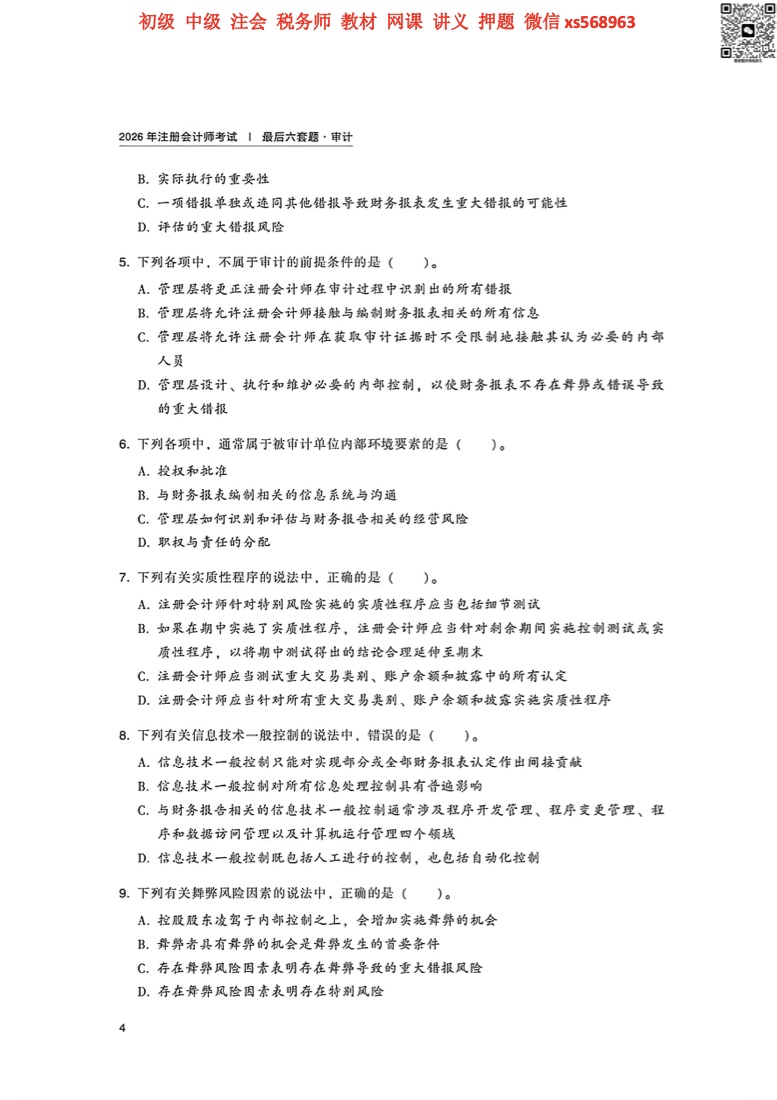 初级 中级 注会 税务师 教材 网课 讲义 押题 微信 xs568963
2026 年注册会计师考试 | 最后六套题·审计
B. 实际执行的重要性
C. 一项错报单独或连同其他错报导致财务报表发生重大错报的可能性
D. 评估的重大错报风险
5. 下列各项中，不属于审计的前提条件的是（　　）。
A. 管理层将更正注册会计师在审计过程中识别出的所有错报
B. 管理层将允许注册会计师接触与编制财务报表相关的所有信息
C. 管理层将允许注册会计师在获取审计证据时不受限制地接触其认为必要的内部
人员
D. 管理层设计、执行和维护必要的内部控制，以使财务报表不存在舞弊或错误导致
的重大错报
6. 下列各项中，通常属于被审计单位内部环境要素的是（　　）。
A. 授权和批准
B. 与财务报表编制相关的信息系统与沟通
C. 管理层如何识别和评估与财务报告相关的经营风险
D. 职权与责任的分配
7. 下列有关实质性程序的说法中，正确的是（　　）。
A. 注册会计师针对特别风险实施的实质性程序应当包括细节测试
B. 如果在期中实施了实质性程序，注册会计师应当针对剩余期间实施控制测试或实
质性程序，以将期中测试得出的结论合理延伸至期末
C. 注册会计师应当测试重大交易类别、账户余额和披露中的所有认定
D. 注册会计师应当针对所有重大交易类别、账户余额和披露实施实质性程序
8. 下列有关信息技术一般控制的说法中，错误的是（　　）。
A. 信息技术一般控制只能对实现部分或全部财务报表认定作出间接贡献
B. 信息技术一般控制对所有信息处理控制具有普遍影响
C. 与财务报告相关的信息技术一般控制通常涉及程序开发管理、程序变更管理、程
序和数据访问管理以及计算机运行管理四个领域
D. 信息技术一般控制既包括人工进行的控制，也包括自动化控制
9. 下列有关舞弊风险因素的说法中，正确的是（　　）。
A. 控股股东凌驾于内部控制之上，会增加实施舞弊的机会
B. 舞弊者具有舞弊的机会是舞弊发生的首要条件
C. 存在舞弊风险因素表明存在舞弊导致的重大错报风险
D. 存在舞弊风险因素表明存在特别风险
4